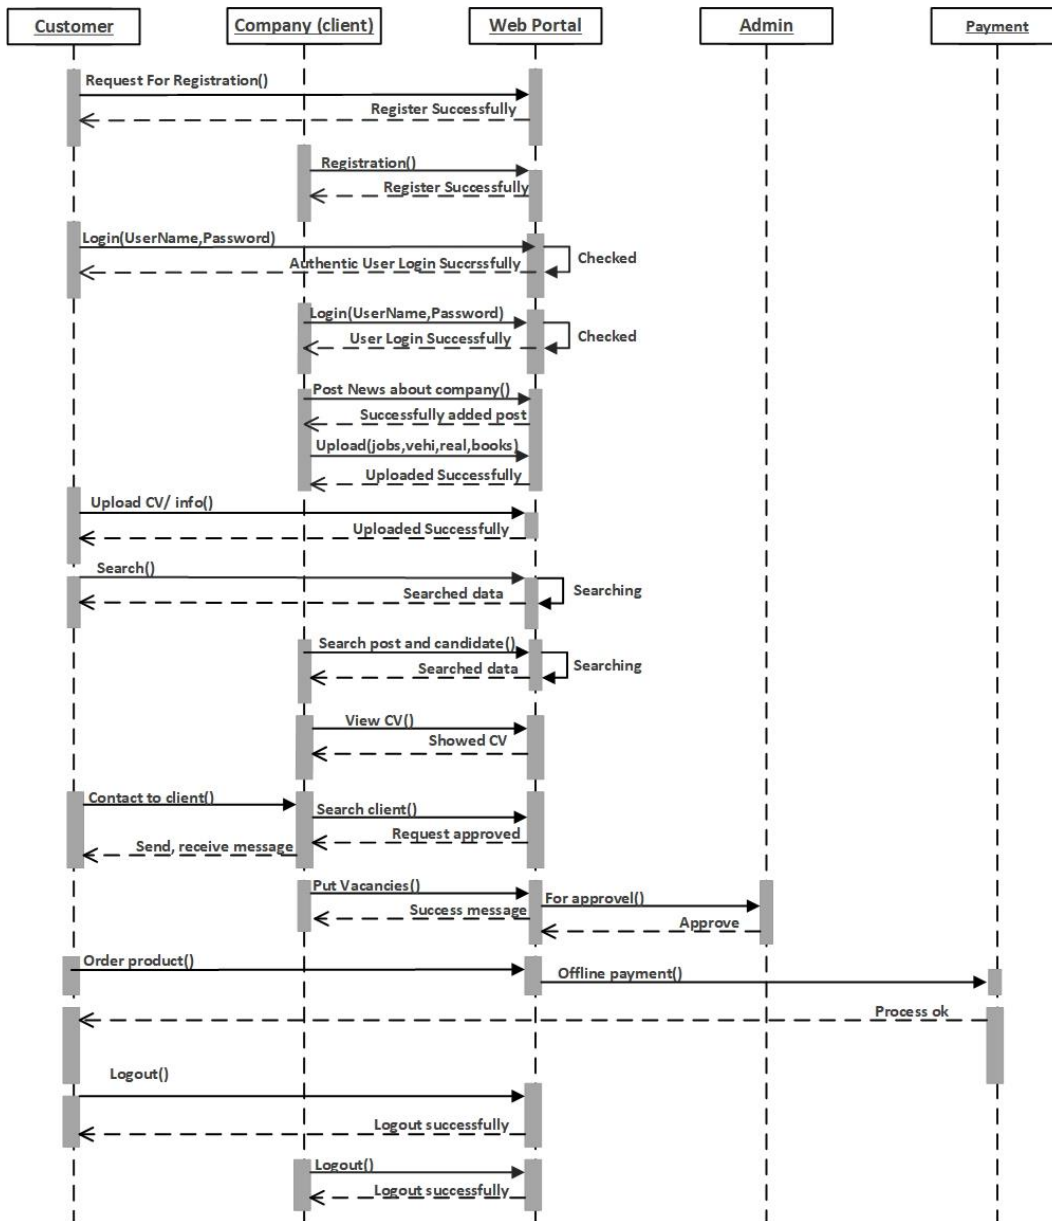 Customer
Company (client)
Web Portal
Admin
Payment
Request For Registration()
Register Successfully
Registration()
Register Successfully
Login(UserName,Password)
Checked
Authentic User Login Succrssfully
Login(UserName,Password)
Checked
User Login Successfully
Post News about company()
Successfully added post
Upload(jobs,vehi,real,books)
Uploaded Successfully
Upload CV/ info()
Uploaded Successfully
Search()
Searching
Searched data
Search post and candidate()
Searching
Searched data
View CV()
Showed CV
Contact to client()
Search client()
Request approved
Send, receive message
Put Vacancies()
For approvel()
Success message
Approve
Order product()
Offline payment()
Process ok
Logout()
Logout successfully
Logout()
Logout successfully